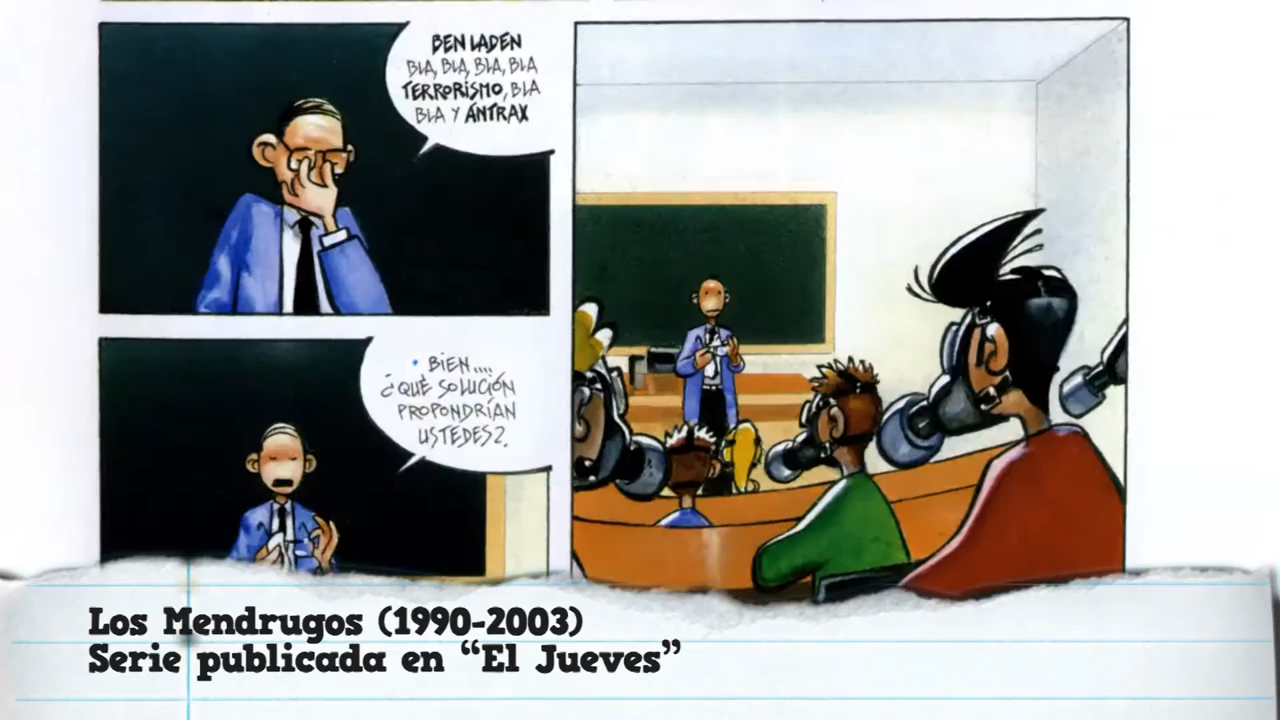 BEN LADEN
BLA, BLA, BLA, BLA
TERRORISMO, BLA
BLA Y ÁNTRAX
BIEN....
¿QUÉ SOLUCIÓN
PROPONDRÍAN
USTEDES?.
Los Mendrugos (1990-2003)
Serie publicada en “El Jueves”